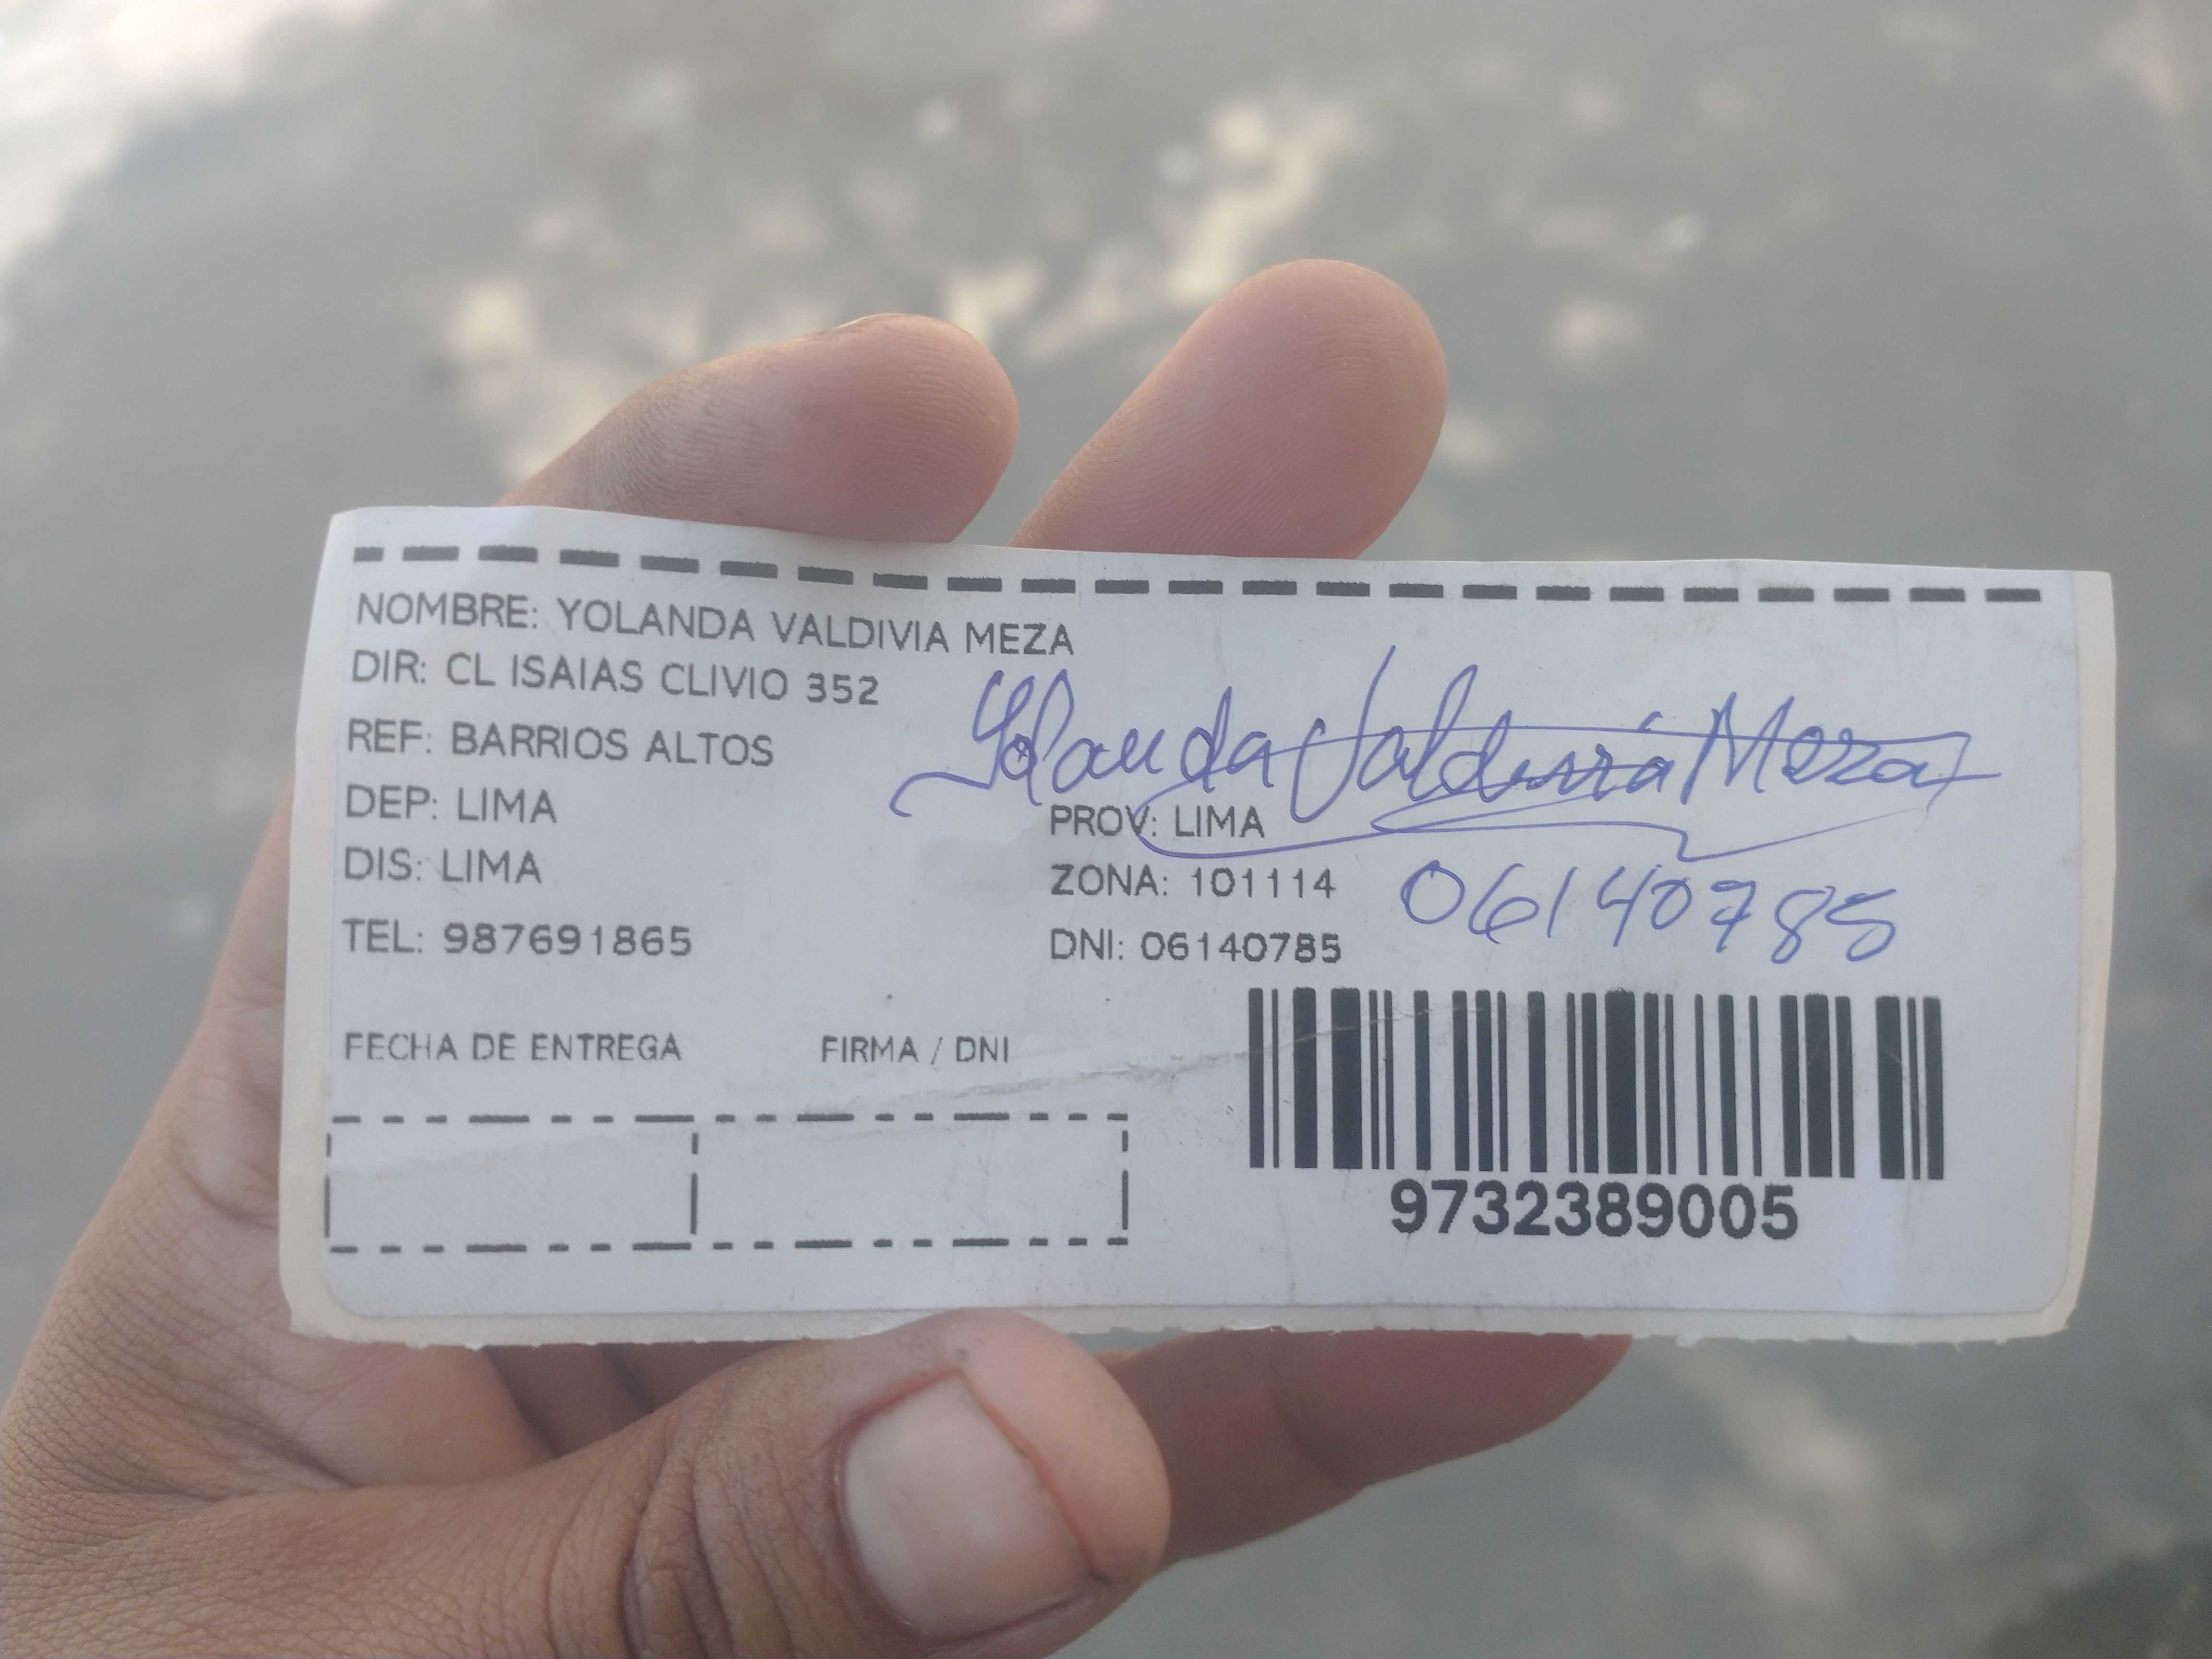 NOMBRE: YOLANDA VALDIVIA MEZA
DIR: CL ISAIAS CLIVIO 352
REF: BARRIOS ALTOS
Yolanda Valdivia Meza
DEP: LIMA
PROV: LIMA
DIS: LIMA
ZONA: 101114
06140785
TEL: 987691865
DNI: 06140785
FECHA DE ENTREGA
FIRMA / DNI
9732389005